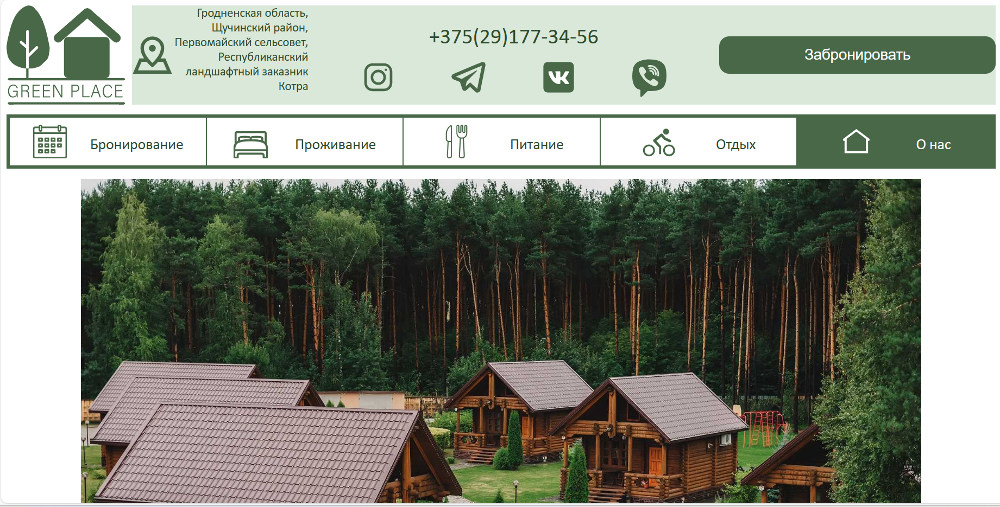 GREEN PLACE
Гродненская область,
Щучинский район,
Первомайский сельсовет,
Республиканский
ландшафтный заказник
Котра
+375(29)177-34-56
Забронировать
Бронирование
Проживание
Питание
Отдых
О нас